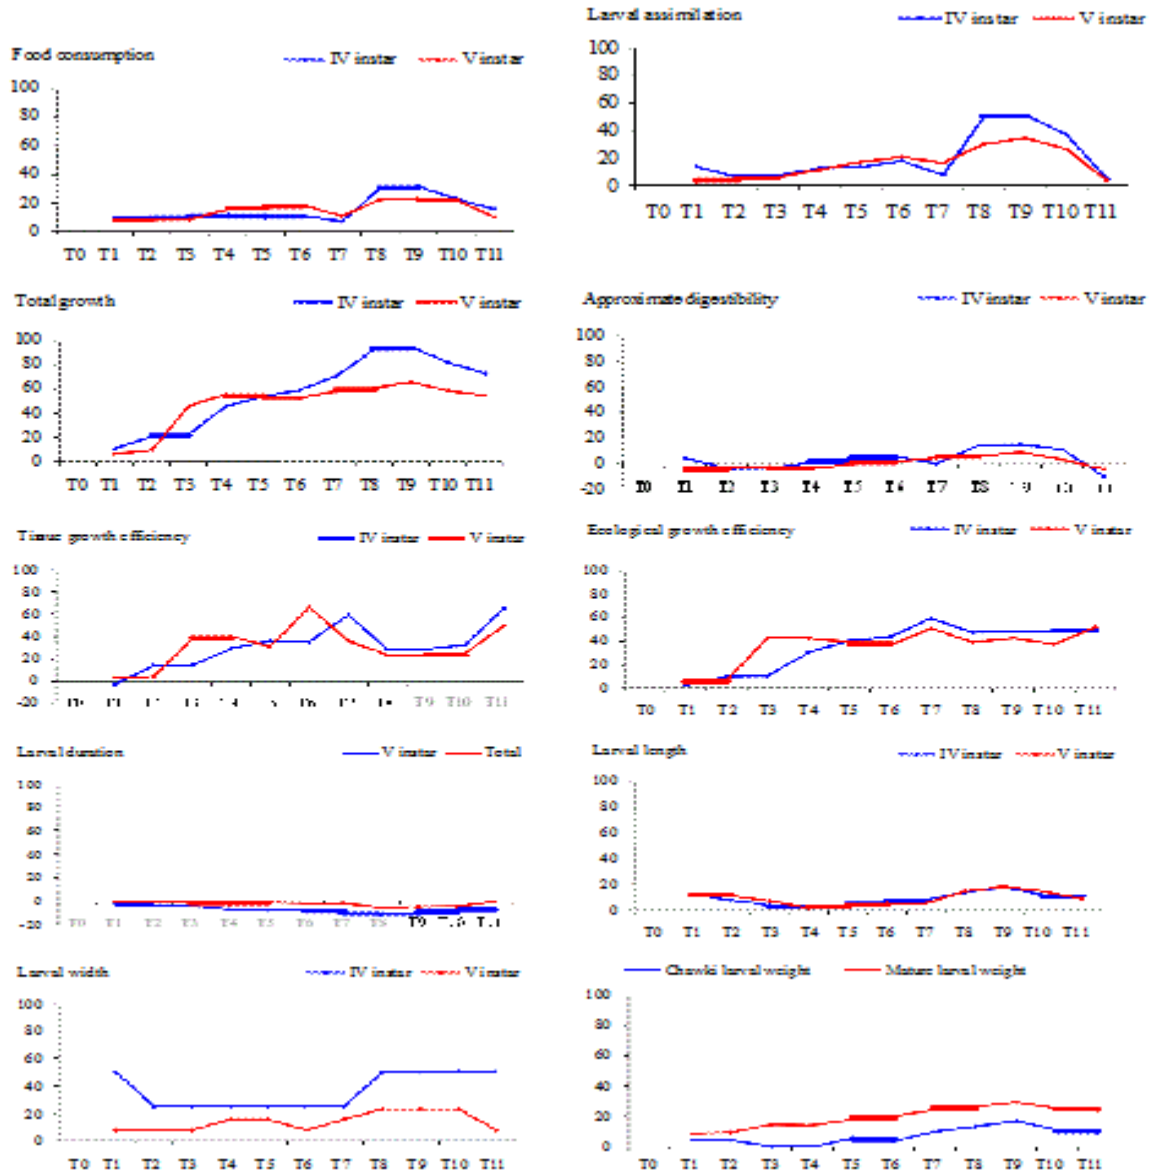 Food consumption
IV instar
V instar
100
80
60
40
20
0
T0 T1 T2 T3 T4 T5 T6 T7 T8 T9 T10 T11
Larval assimilation
IV instar
V instar
100
80
60
40
20
0
T0 T1 T2 T3 T4 T5 T6 T7 T8 T9 T10 T11
Total growth
IV instar
V instar
100
80
60
40
20
0
T0 T1 T2 T3 T4 T5 T6 T7 T8 T9 T10 T11
Approximate digestibility
IV instar
V instar
100
80
60
40
20
0
-20
T0 T1 T2 T3 T4 T5 T6 T7 T8
Tissue growth efficiency
IV instar
V instar
100
80
60
40
20
0
-20
T9 T10 T11
Ecological growth efficiency
IV instar
V instar
100
80
60
40
20
0
T0 T1 T2 T3 T4 T5 T6 T7 T8 T9 T10 T11
Larval duration
V instar
Total
100
80
60
40
20
0
-20
T0 T1 T2 T3 T4 T5 T6 T7 T8 T9 T10 T11
Larval length
IV instar
V instar
100
80
60
40
20
0
T0 T1 T2 T3 T4 T5 T6 T7 T8 T9 T10 T11
Larval width
IV instar
V instar
100
80
60
40
20
0
T0 T1 T2 T3 T4 T5 T6 T7 T8 T9 T10 T11
Chawki larval weight
Mature larval weight
100
80
60
40
20
0
T0 T1 T2 T3 T4 T5 T6 T7 T8 T9 T10 T11